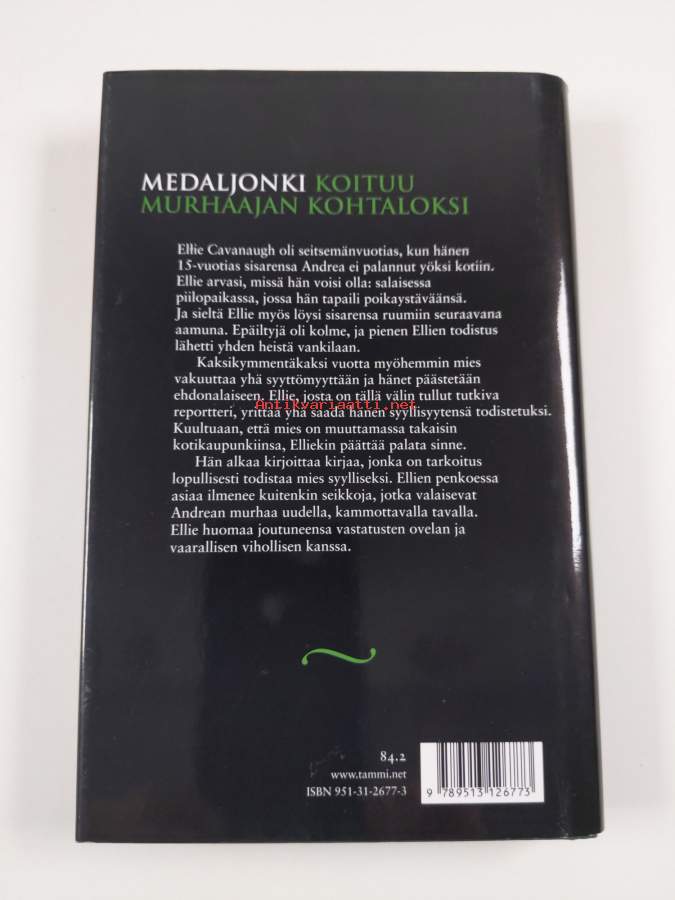 MEDALJONKI KOITUU
MURHAAJAN KOHTALOKSI
Ellie Cavanaugh oli seitsemänvuotias, kun hänen
15-vuotias sisarensa Andrea ei palannut yöksi kotiin.
Ellie arvasi, missä hän voisi olla: salaisessa
piilopaikassa, jossa hän tapaili poikaystäväänsä.
Ja sieltä Ellie myös löysi sisarensa ruumiin seuraavana
aamuna. Epäiltyjä oli kolme, ja pienen Ellien todistus
lähetti yhden heistä vankilaan.
Kaksikymmentäkaksi vuotta myöhemmin mies
vakuuttaa yhä syyttömyyttään ja hänet päästetään
ehdonalaiseen. Ellie, josta on tällä välin tullut tutkiva
Antikvariaatti.net
reportteri, yrittää yhä saada hänen syyllisyytensä todistetuksi.
Kuultuaan, että mies on muuttamassa takaisin
kotikaupunkiinsa, Elliekin päättää palata sinne.
Hän alkaa kirjoittaa kirjaa, jonka on tarkoitus
lopullisesti todistaa mies syylliseksi. Ellien penkoessa
asiaa ilmenee kuitenkin seikkoja, jotka valaisevat
Andrean murhaa uudella, kammottavalla tavalla.
Ellie huomaa joutuneensa vastatusten ovelan ja
vaarallisen vihollisen kanssa.
84.2
www.tammi.net
ISBN 951-31-2677-3
9 789513 126773